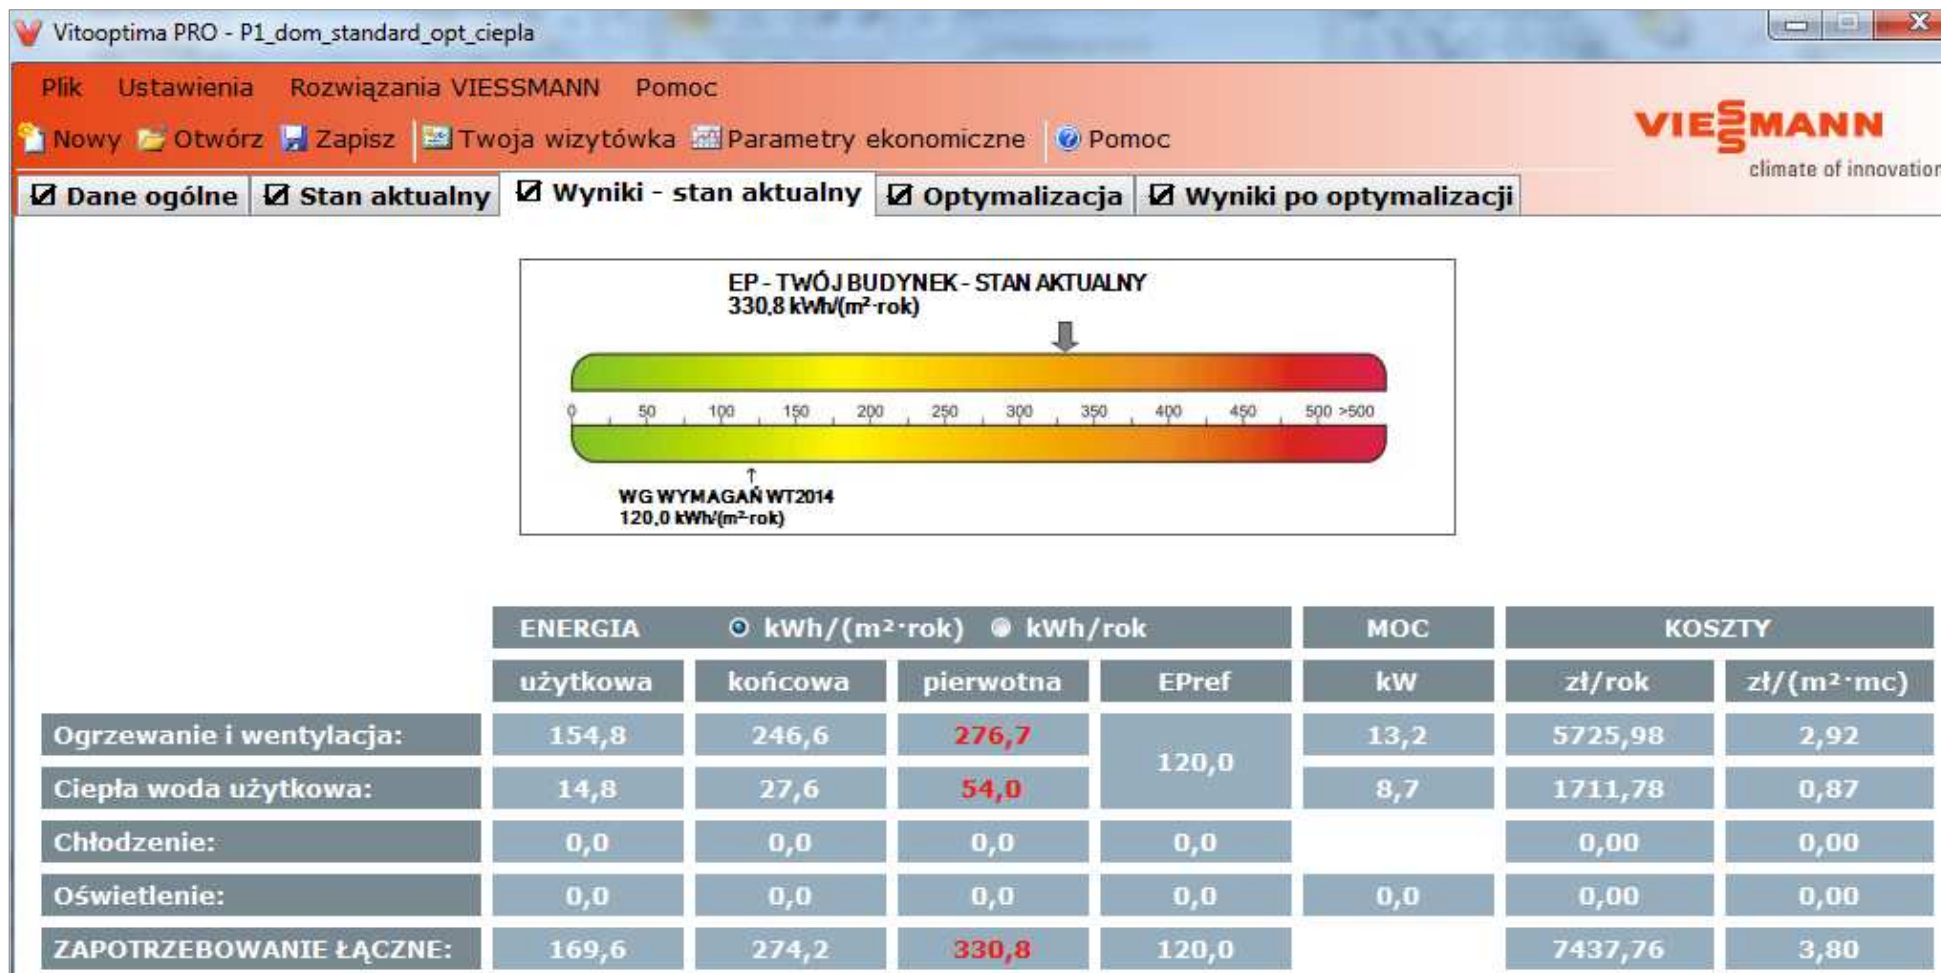 Vitooptima PRO - P1_dom_standard_opt_ciepla
Plik Ustawienia Rozwiązania VIESSMANN Pomoc
Nowy Otwórz Zapisz Twoja wizytówka Parametry ekonomiczne Pomoc
VIESSMANN
climate of innovation
Dane ogólne Stan aktualny Wyniki - stan aktualny Optymalizacja Wyniki po optymalizacji
EP - TWÓJ BUDYNEK - STAN AKTUALNY
330,8 kWh/(m²·rok)
0 50 100 150 200 250 300 350 400 450 500 >500
WG WYMAGAŃ WT2014
120,0 kWh/(m²·rok)
ENERGIA kWh/(m²·rok) kWh/rok MOC KOSZTY
użytkowa końcowa pierwotna EPref kW zł/rok zł/(m²·mc)
Ogrzewanie i wentylacja: 154,8 246,6 276,7 120,0 13,2 5725,98 2,92
Ciepła woda użytkowa: 14,8 27,6 54,0 8,7 1711,78 0,87
Chłodzenie: 0,0 0,0 0,0 0,0 0,00 0,00
Oświetlenie: 0,0 0,0 0,0 0,0 0,0 0,00 0,00
ZAPOTRZEBOWANIE ŁĄCZNE: 169,6 274,2 330,8 120,0 7437,76 3,80